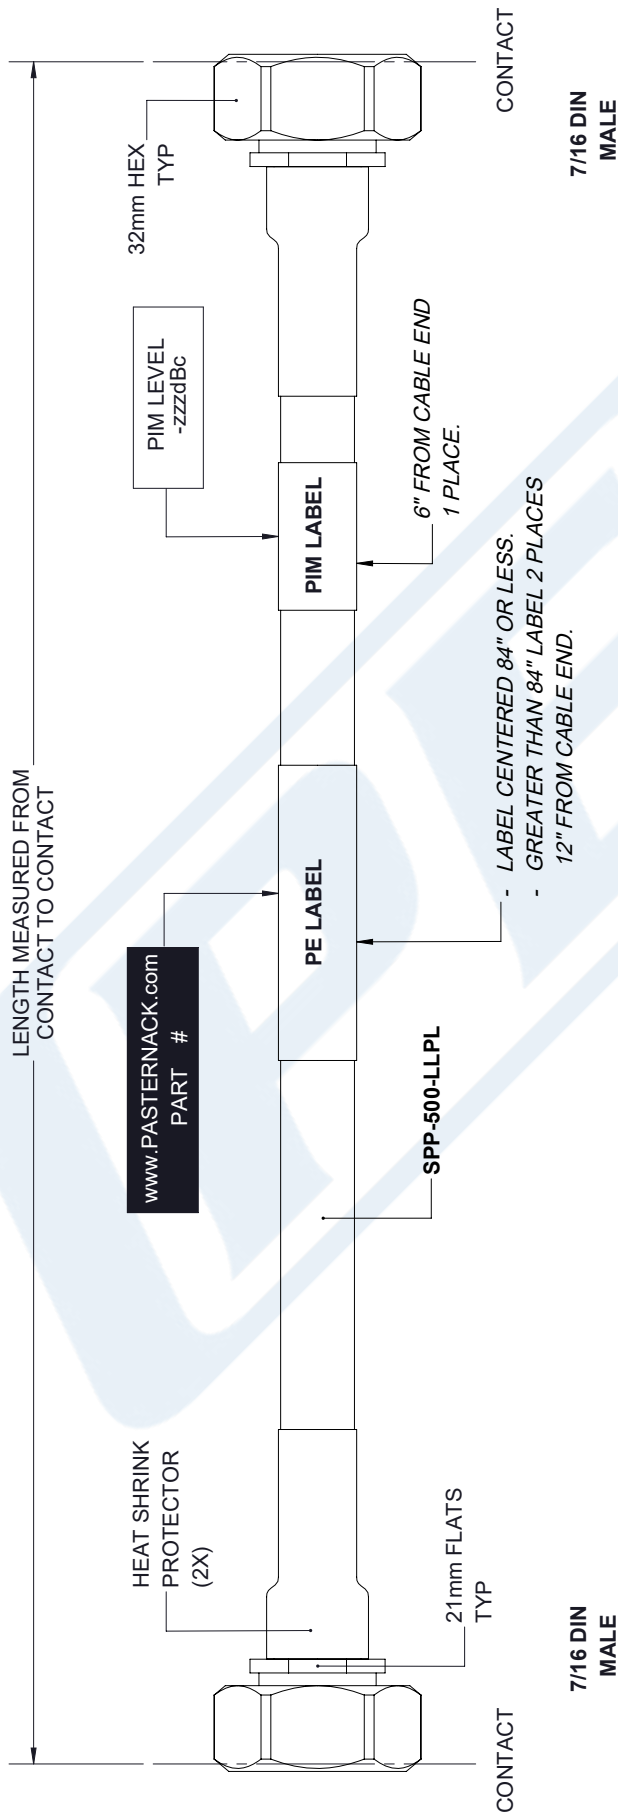 LENGTH MEASURED FROM
CONTACT TO CONTACT
HEAT SHRINK
PROTECTOR
(2X)
www.PASTERNACK.com
PART #
PIM LEVEL
-zzzdBc
32mm HEX
TYP
PE LABEL
PIM LABEL
21mm FLATS
TYP
SPP-500-LLPL
- LABEL CENTERED 84" OR LESS.
- GREATER THAN 84" LABEL 2 PLACES
12" FROM CABLE END.
6" FROM CABLE END
1 PLACE.
CONTACT
CONTACT
7/16 DIN
MALE
7/16 DIN
MALE